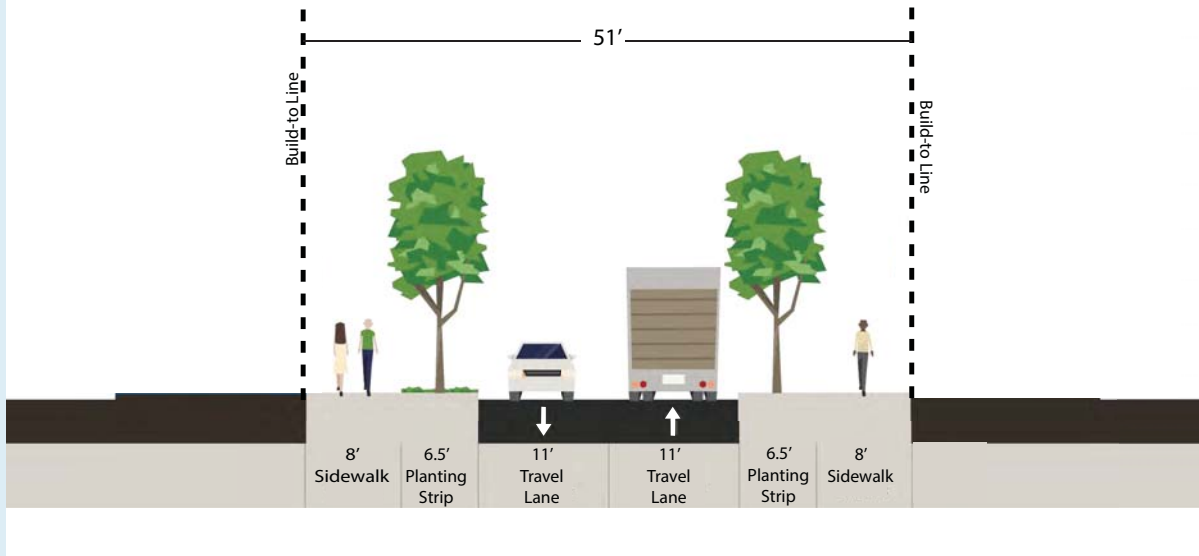 51’
Build-to Line
Build-to Line
8’
Sidewalk
6.5’
Planting
Strip
11’
Travel
Lane
11’
Travel
Lane
6.5’
Planting
Strip
8’
Sidewalk